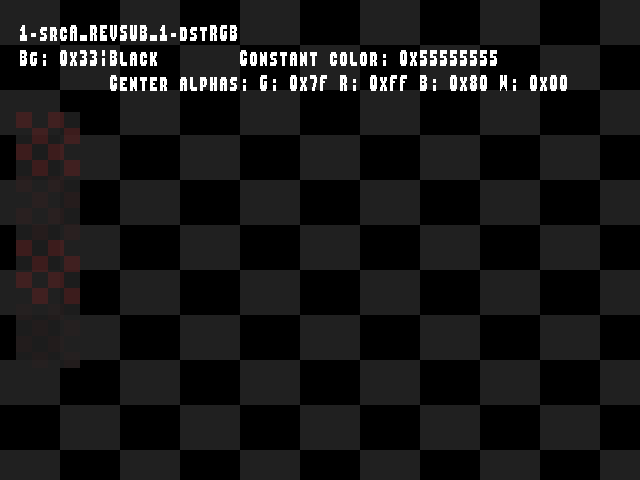 1-srcA_REVSUB_1-dstRGB
Bg: 0x33|Black Constant color: 0x55555555
Center alphas: G: 0x7f R: 0xff B: 0x80 W: 0x00